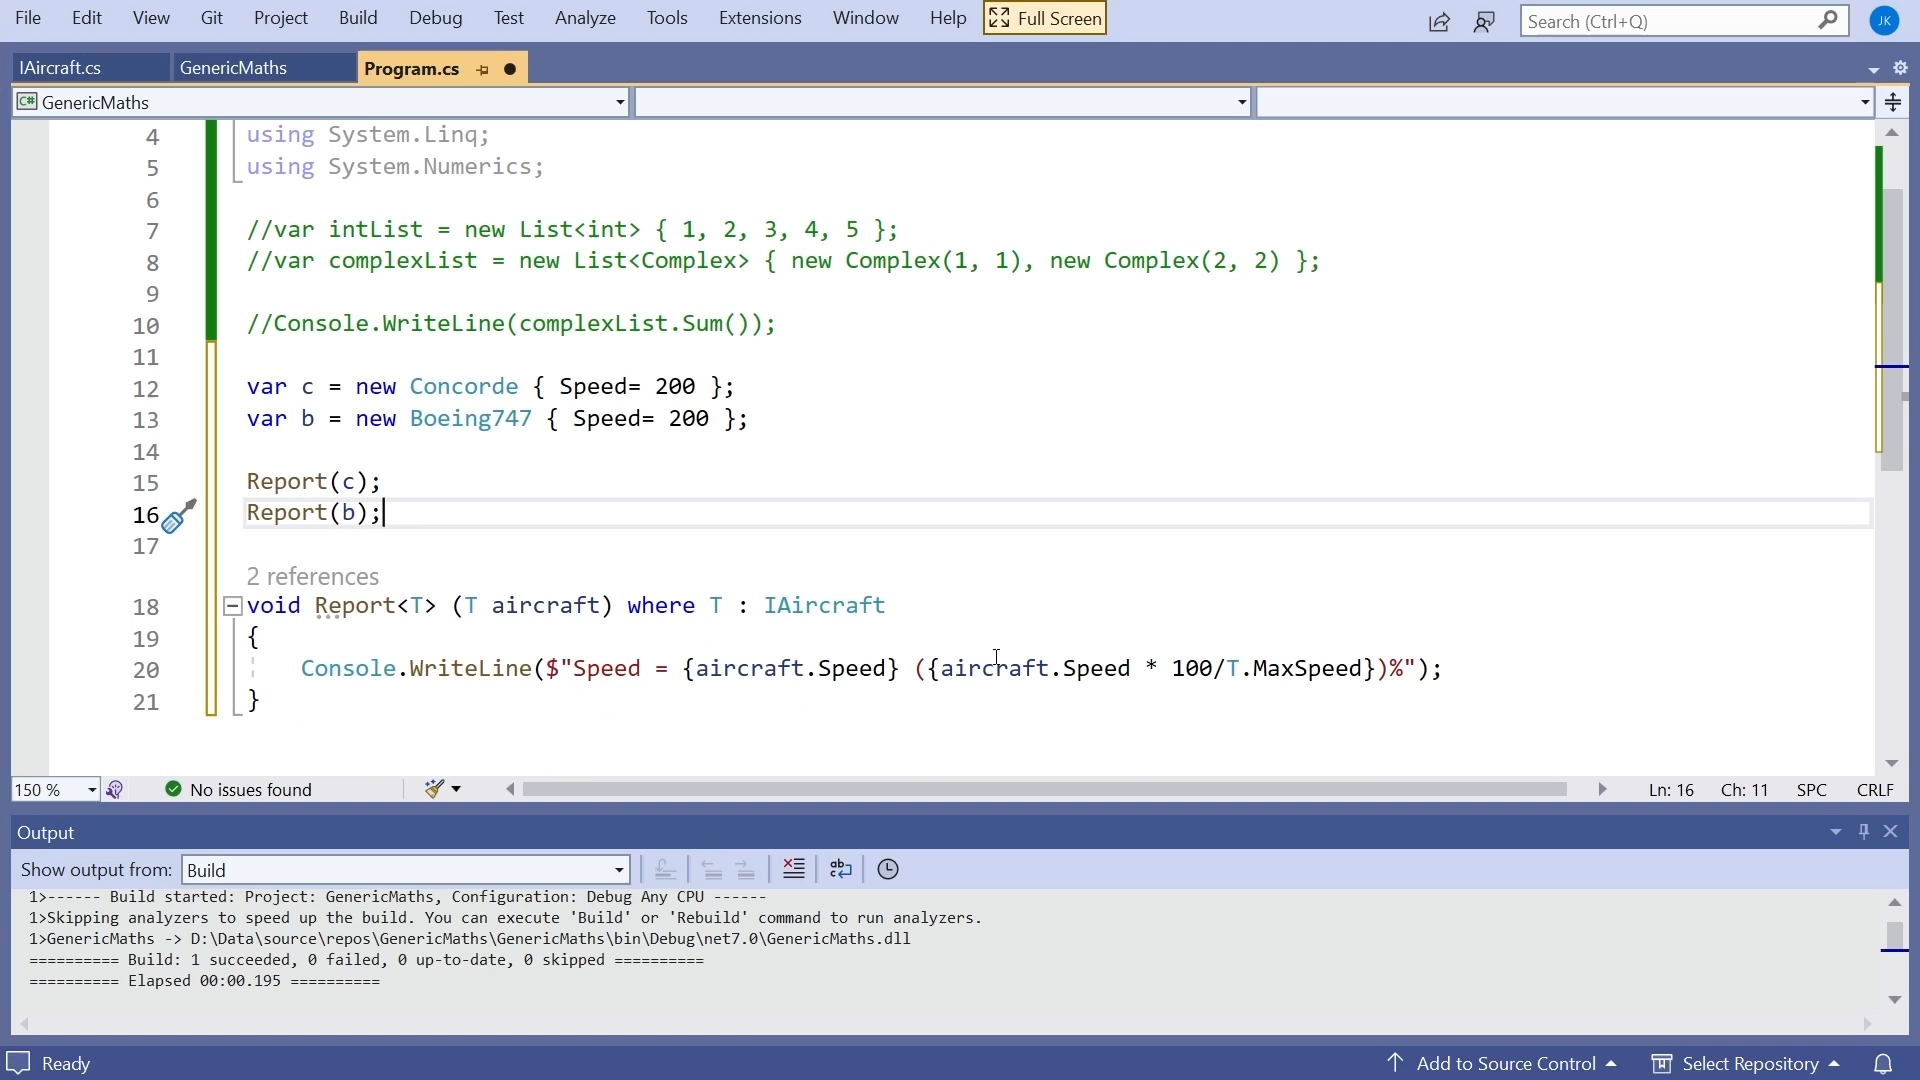 File Edit View Git Project Build Debug Test Analyze Tools Extensions Window Help Full Screen Search (Ctrl+Q) JK
IAircraft.cs GenericMaths Program.cs
C# GenericMaths
4 using System.Linq;
5 using System.Numerics;
6
7 //var intList = new List<int> { 1, 2, 3, 4, 5 };
8 //var complexList = new List<Complex> { new Complex(1, 1), new Complex(2, 2) };
9
10 //Console.WriteLine(complexList.Sum());
11
12 var c = new Concorde { Speed= 200 };
13 var b = new Boeing747 { Speed= 200 };
14
15 Report(c);
16 Report(b);
17
2 references
18 void Report<T> (T aircraft) where T : IAircraft
19 {
20 Console.WriteLine($"Speed = {aircraft.Speed} ({aircraft.Speed * 100/T.MaxSpeed})%");
21 }
150 % No issues found Ln: 16 Ch: 11 SPC CRLF
Output
Show output from: Build
1>------ Build started: Project: GenericMaths, Configuration: Debug Any CPU ------
1>Skipping analyzers to speed up the build. You can execute 'Build' or 'Rebuild' command to run analyzers.
1>GenericMaths -> D:\Data\source\repos\GenericMaths\GenericMaths\bin\Debug\net7.0\GenericMaths.dll
========== Build: 1 succeeded, 0 failed, 0 up-to-date, 0 skipped ==========
========== Elapsed 00:00.195 ==========
Ready Add to Source Control Select Repository